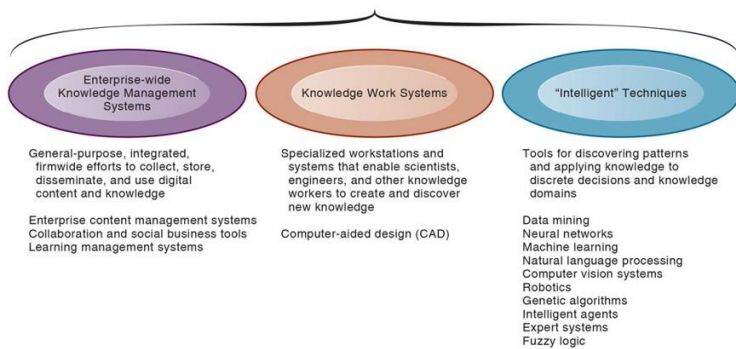 Enterprise-wide
Knowledge Management
Systems
General-purpose, integrated,
firmwide efforts to collect, store,
disseminate, and use digital
content and knowledge
Enterprise content management systems
Collaboration and social business tools
Learning management systems
Knowledge Work Systems
Specialized workstations and
systems that enable scientists,
engineers, and other knowledge
workers to create and discover
new knowledge
Computer-aided design (CAD)
“Intelligent” Techniques
Tools for discovering patterns
and applying knowledge to
discrete decisions and knowledge
domains
Data mining
Neural networks
Machine learning
Natural language processing
Computer vision systems
Robotics
Genetic algorithms
Intelligent agents
Expert systems
Fuzzy logic